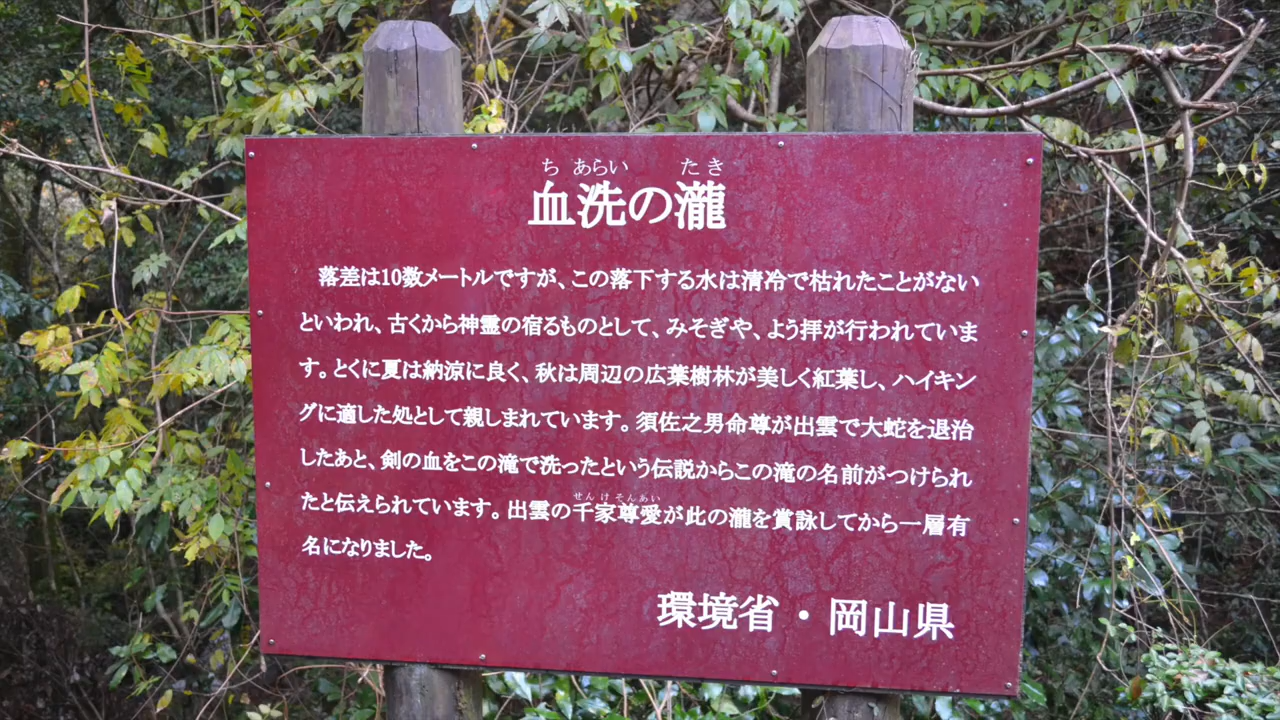 ち あらい たき
血洗の瀧
落差は10数メートルですが、この落下する水は清冷で枯れたことがない
といわれ、古くから神霊の宿るものとして、みそぎや、よう拝が行われていま
す。とくに夏は納涼に良く、秋は周辺の広葉樹林が美しく紅葉し、ハイキン
グに適した処として親しまれています。須佐之男命尊が出雲で大蛇を退治
したあと、剣の血をこの滝で洗ったという伝説からこの滝の名前がつけられ
せんけそんあい
たと伝えられています。出雲の千家尊愛が此の瀧を賞詠してから一層有
名になりました。
環境省・岡山県